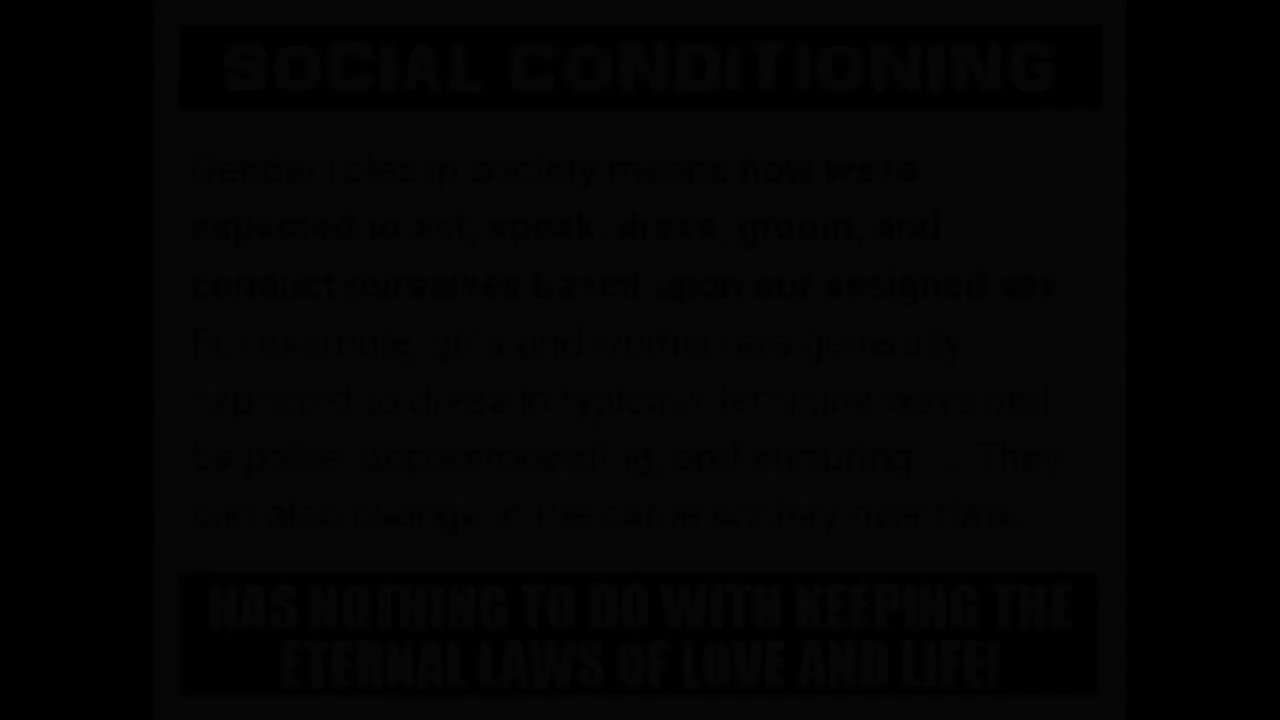 SOCIAL CONDITIONING
Gender roles in society means how we're
expected to act, speak, dress, groom, and
conduct ourselves based upon our assigned sex
For example, girls and women are generally
expected to dress in typically feminine ways and
be polite, accommodating, and nurturing. ... They
can also change in the same society over time.
HAS NOTHING TO DO WITH KEEPING THE
ETERNAL LAWS OF LOVE AND LIFE!